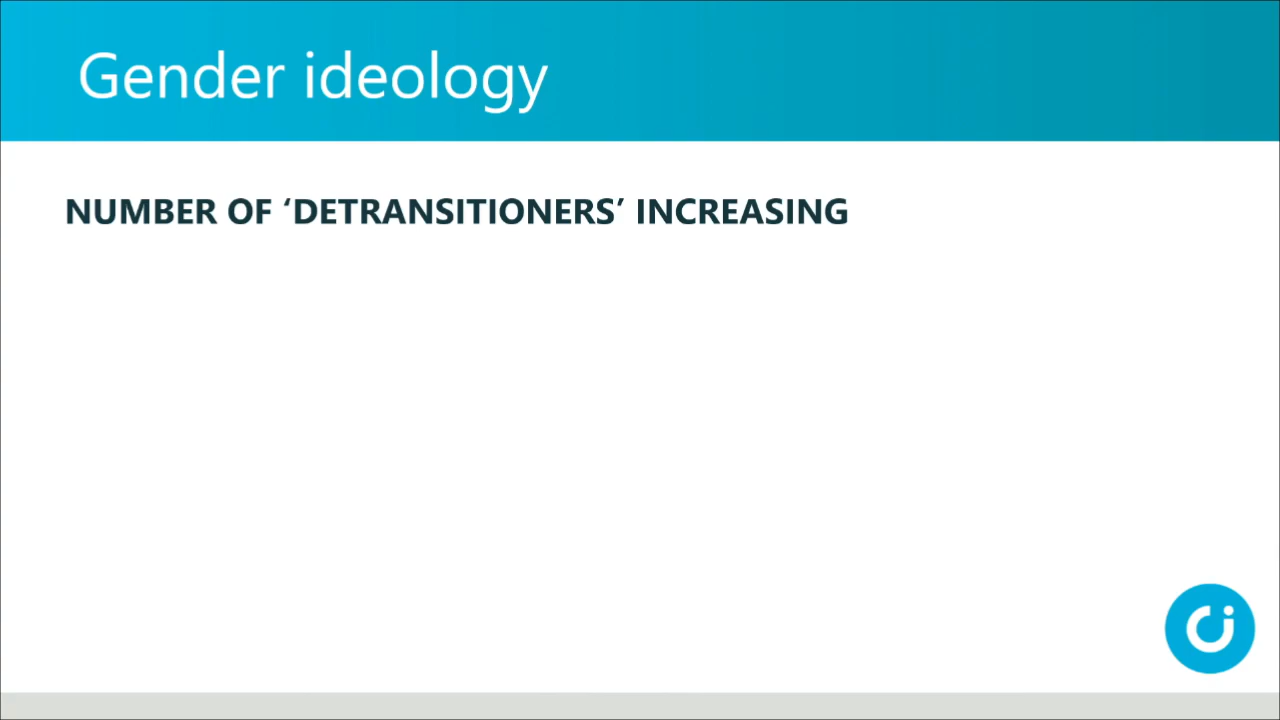 Gender ideology
NUMBER OF ‘DETRANSITIONERS’ INCREASING